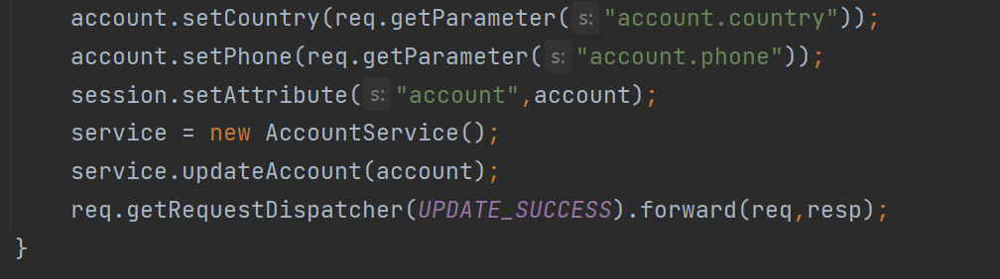 account.setCountry(req.getParameter( s: "account.country"));
account.setPhone(req.getParameter( s: "account.phone"));
session.setAttribute( s: "account",account);
service = new AccountService();
service.updateAccount(account);
req.getRequestDispatcher(UPDATE_SUCCESS).forward(req,resp);
}